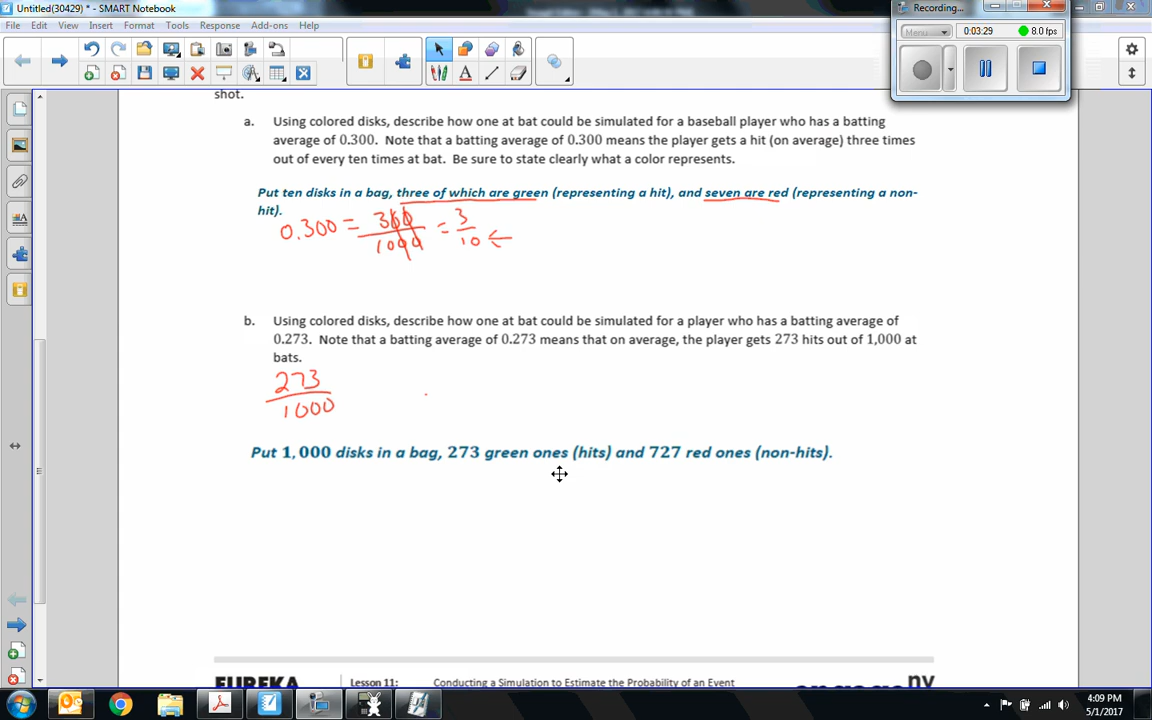 Untitled(30429) * - SMART Notebook
Recording...
File Edit View Insert Format Tools Response Add-ons Help
Menu 0:03:29 8.0 fps
shot.
a. Using colored disks, describe how one at bat could be simulated for a baseball player who has a batting
average of 0.300. Note that a batting average of 0.300 means the player gets a hit (on average) three times
out of every ten times at bat. Be sure to state clearly what a color represents.
Put ten disks in a bag, three of which are green (representing a hit), and seven are red (representing a non-
hit).
0.300 = 300/1000 = 3/10 ←
b. Using colored disks, describe how one at bat could be simulated for a player who has a batting average of
0.273. Note that a batting average of 0.273 means that on average, the player gets 273 hits out of 1,000 at
bats.
273
1000
Put 1,000 disks in a bag, 273 green ones (hits) and 727 red ones (non-hits).
EUREKA Lesson 11: Conducting a Simulation to Estimate the Probability of an Event engage ny
4:09 PM
5/1/2017